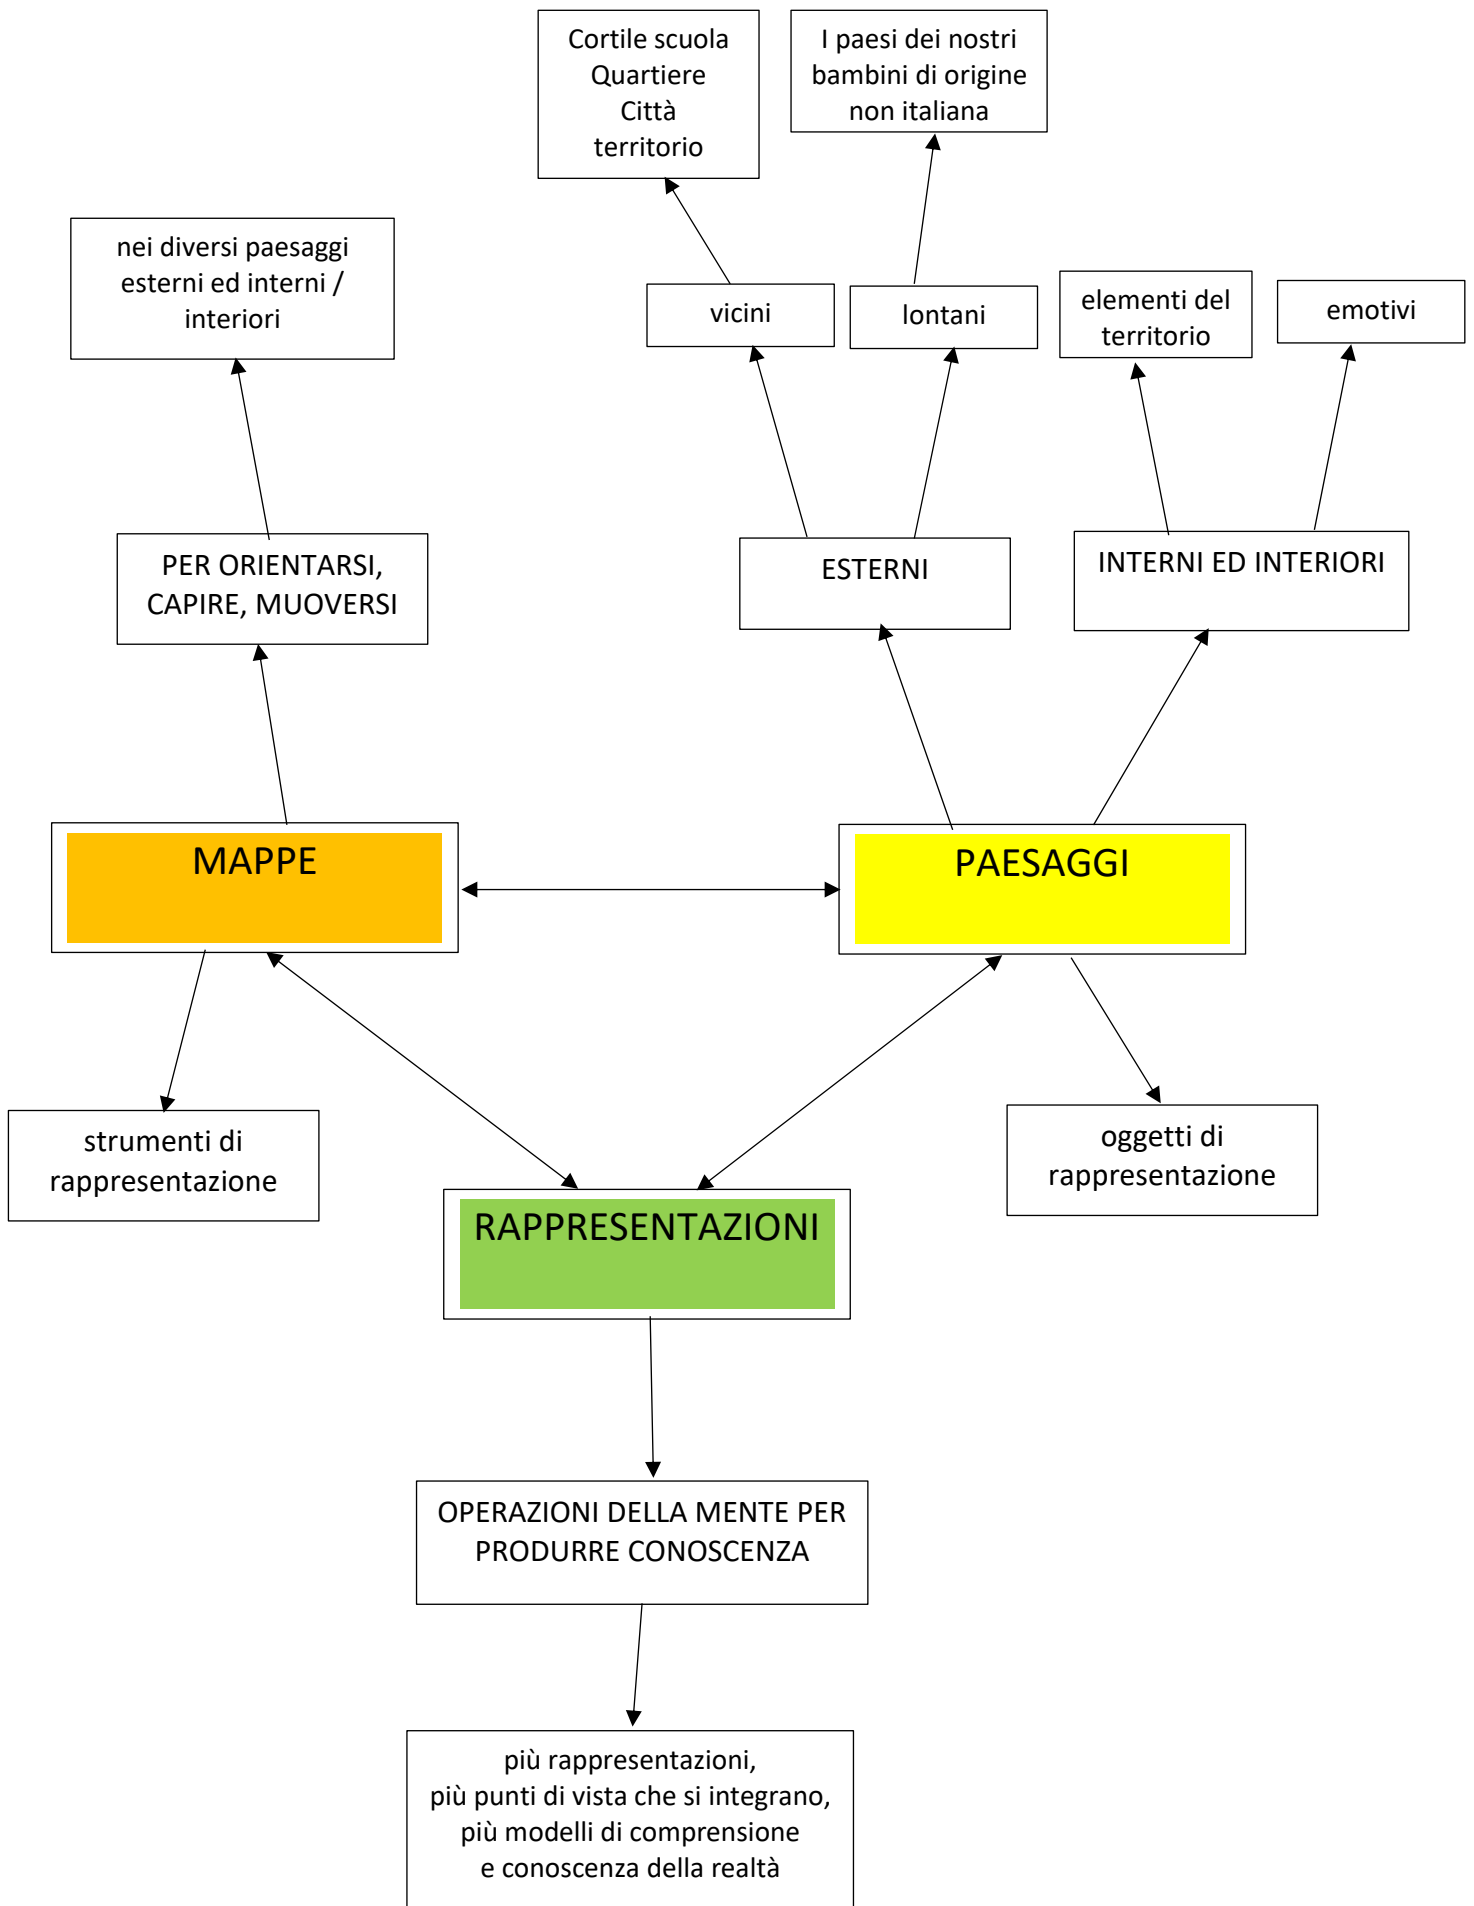 Cortile scuola
Quartiere
Città
territorio
I paesi dei nostri
bambini di origine
non italiana
nei diversi paesaggi
esterni ed interni /
interiori
vicini
lontani
elementi del
territorio
emotivi
PER ORIENTARSI,
CAPIRE, MUOVERSI
ESTERNI
INTERNI ED INTERIORI
MAPPE
PAESAGGI
strumenti di
rappresentazione
oggetti di
rappresentazione
RAPPRESENTAZIONI
OPERAZIONI DELLA MENTE PER
PRODURRE CONOSCENZA
più rappresentazioni,
più punti di vista che si integrano,
più modelli di comprensione
e conoscenza della realtà